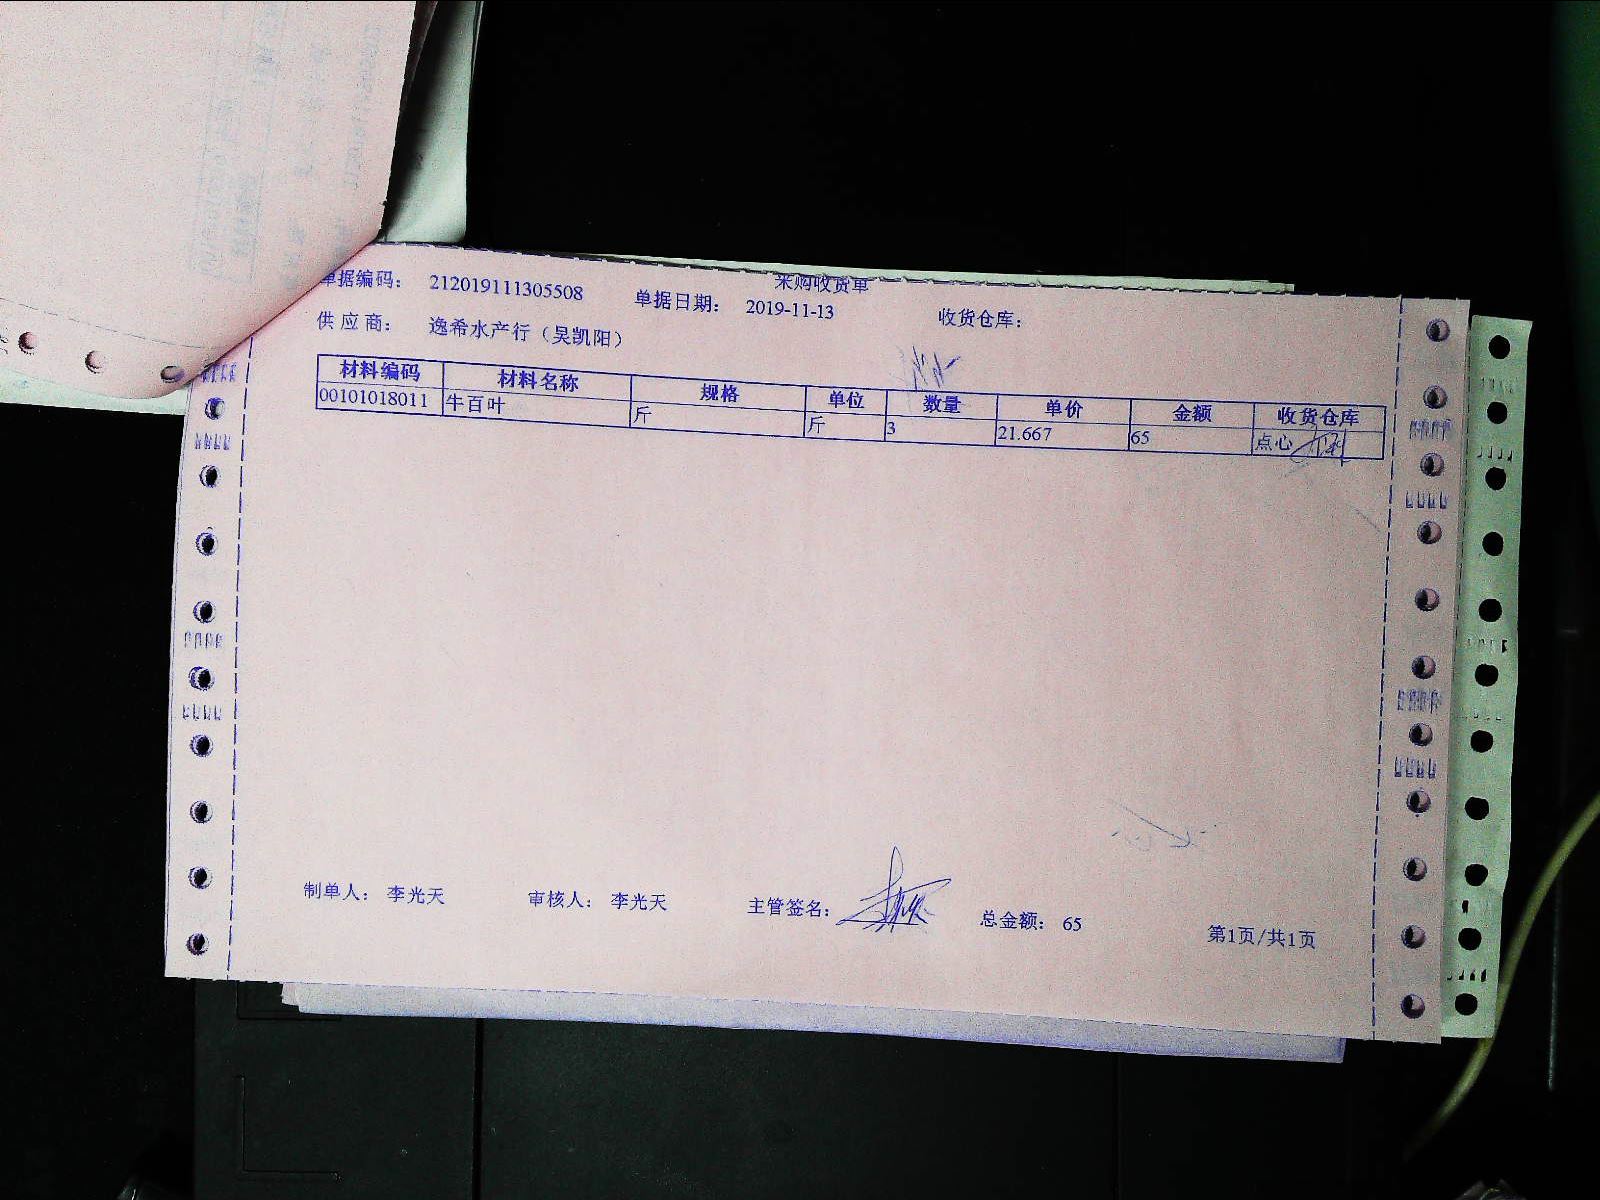 采购收货单
单据编码： 212019111305508 单据日期： 2019-11-13 收货仓库：
供应商： 逸希水产行（吴凯阳）
材料编码 材料名称 规格 单位 数量 单价 金额 收货仓库
00101018011 牛百叶 斤 斤 3 21.667 65 点心
制单人： 李光天 审核人： 李光天 主管签名： 总金额： 65
第1页/共1页